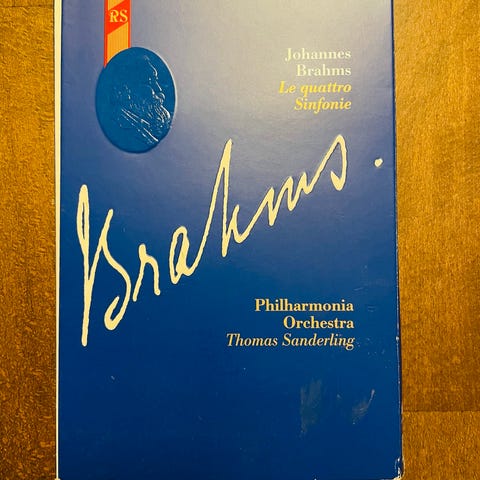 RS
Johannes
Brahms
Le quattro
Sinfonie
Brahms.
Philharmonia
Orchestra
Thomas Sanderling